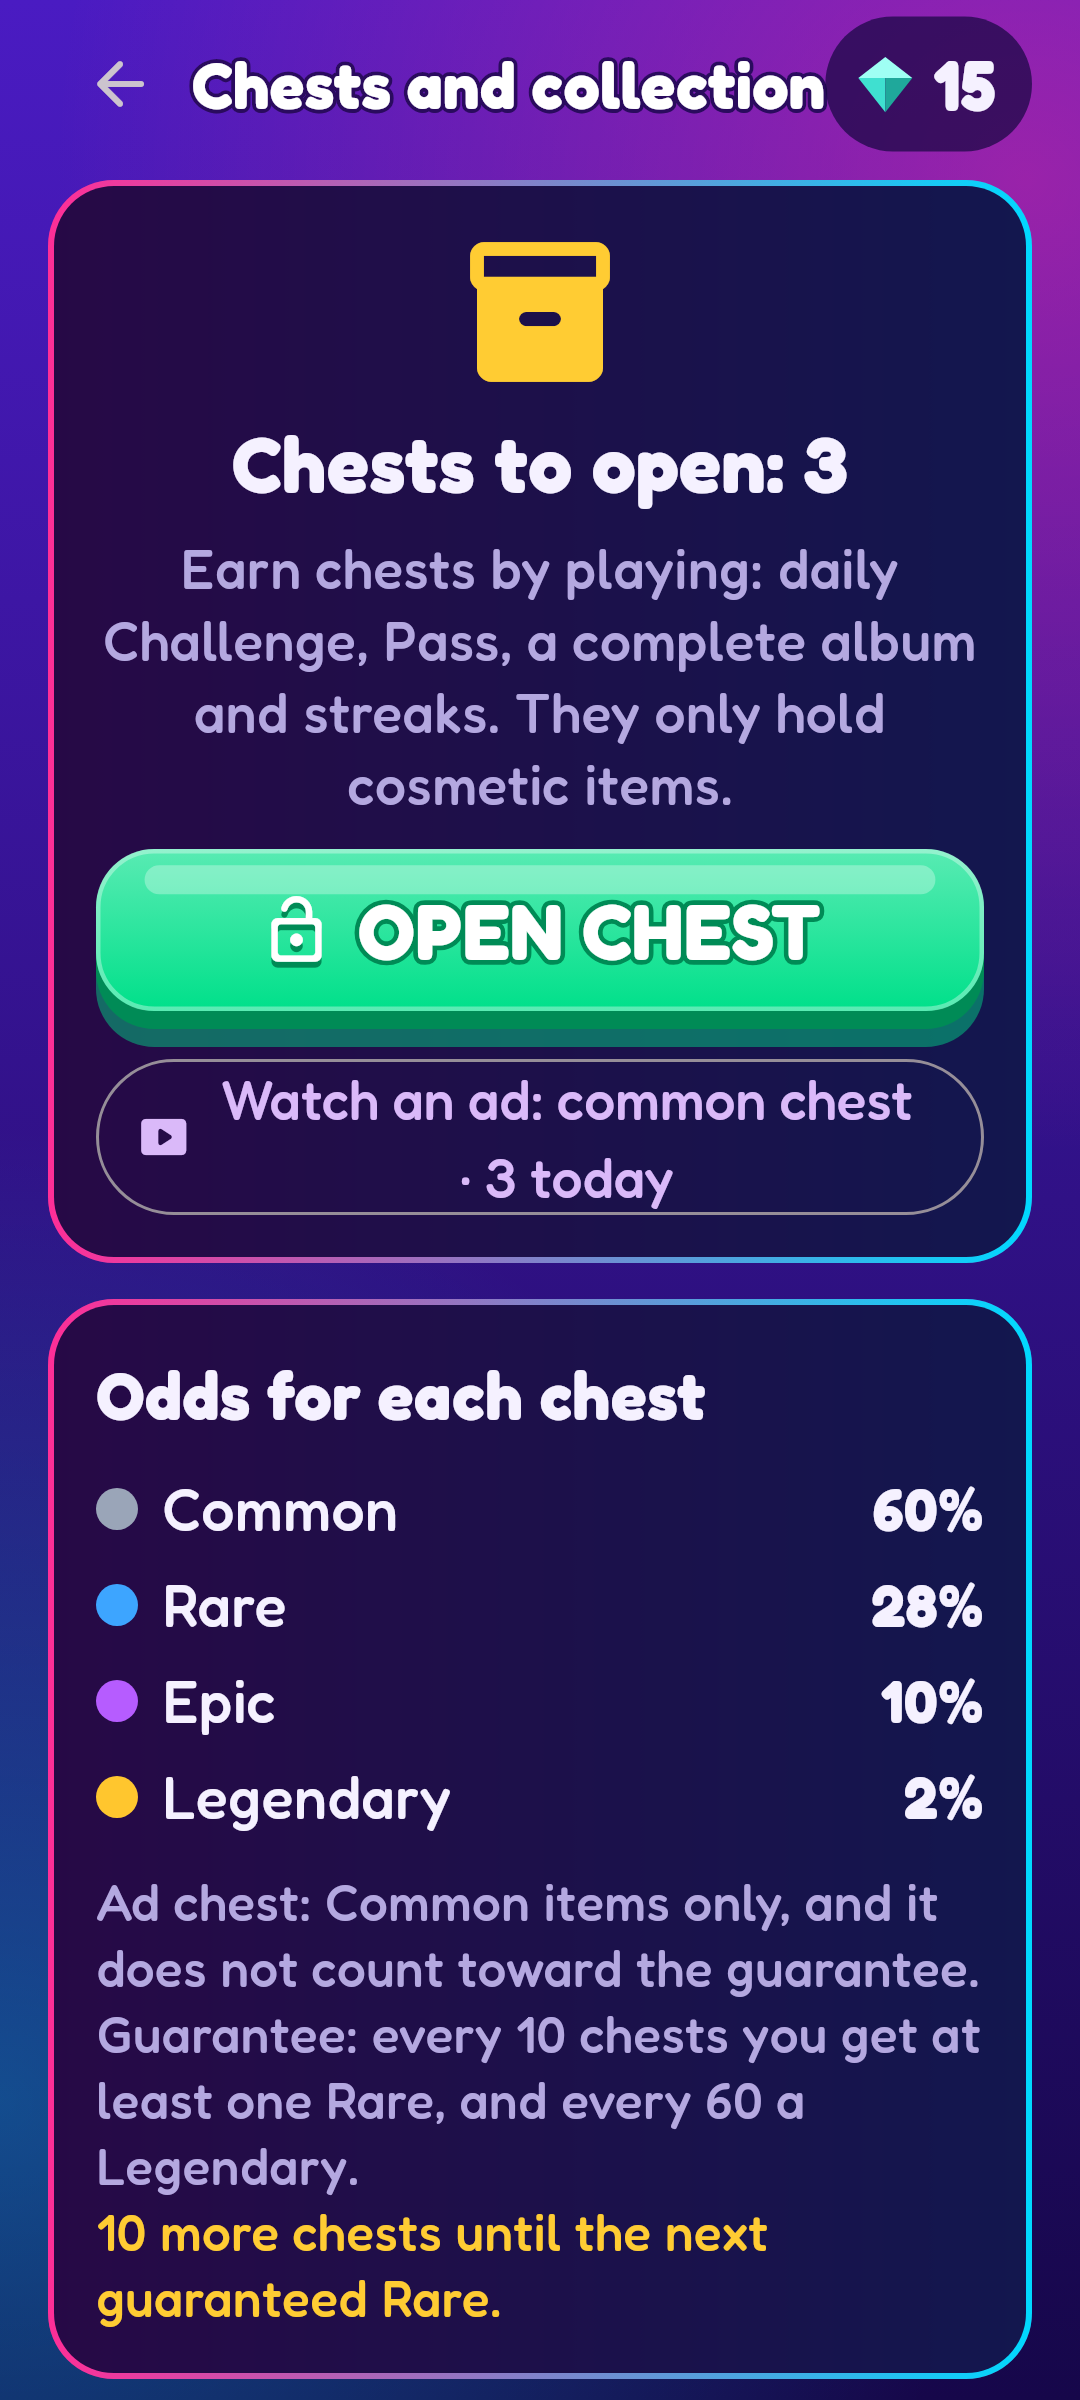 Chests and collection
15
Chests to open: 3
Earn chests by playing: daily
Challenge, Pass, a complete album
and streaks. They only hold
cosmetic items.
OPEN CHEST
Watch an ad: common chest
· 3 today
Odds for each chest
Common 60%
Rare 28%
Epic 10%
Legendary 2%
Ad chest: Common items only, and it
does not count toward the guarantee.
Guarantee: every 10 chests you get at
least one Rare, and every 60 a
Legendary.
10 more chests until the next
guaranteed Rare.